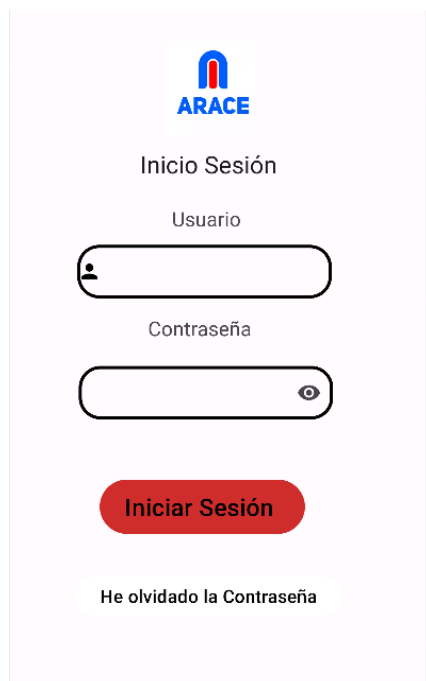 ARACE
Inicio Sesión
Usuario
Contraseña
Iniciar Sesión
He olvidado la Contraseña